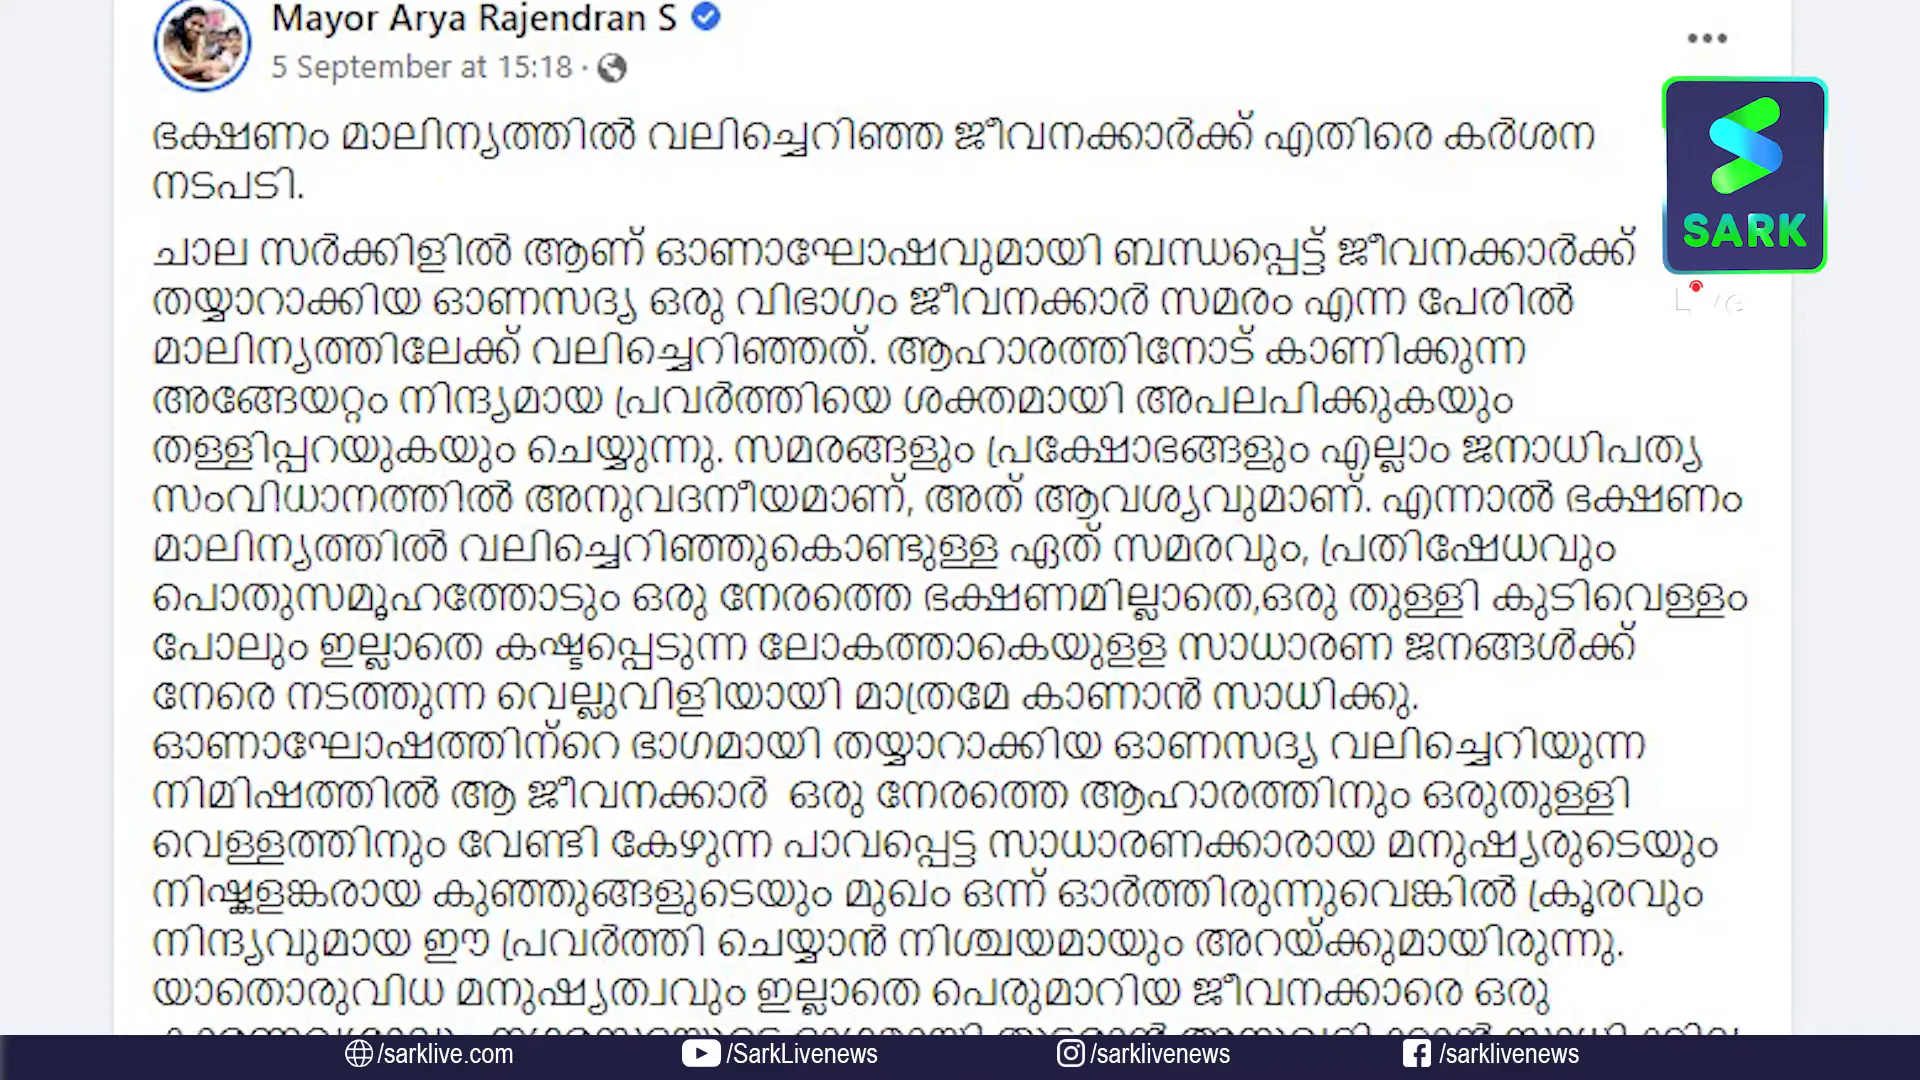 Mayor Arya Rajendran S
5 September at 15:18 ·
ഭക്ഷണം മാലിന്യത്തിൽ വലിച്ചെറിഞ്ഞ ജീവനക്കാർക്ക് എതിരെ കർശന
നടപടി.
ചാല സർക്കിളിൽ ആണ് ഓണാഘോഷവുമായി ബന്ധപ്പെട്ട് ജീവനക്കാർക്ക്
തയ്യാറാക്കിയ ഓണസദ്യ ഒരു വിഭാഗം ജീവനക്കാർ സമരം എന്ന പേരിൽ
മാലിന്യത്തിലേക്ക് വലിച്ചെറിഞ്ഞത്. ആഹാരത്തിനോട് കാണിക്കുന്ന
അങ്ങേയറ്റം നിന്ദ്യമായ പ്രവർത്തിയെ ശക്തമായി അപലപിക്കുകയും
തള്ളിപ്പറയുകയും ചെയ്യുന്നു. സമരങ്ങളും പ്രക്ഷോഭങ്ങളും എല്ലാം ജനാധിപത്യ
സംവിധാനത്തിൽ അനുവദനീയമാണ്, അത് ആവശ്യവുമാണ്. എന്നാൽ ഭക്ഷണം
മാലിന്യത്തിൽ വലിച്ചെറിഞ്ഞുകൊണ്ടുള്ള ഏത് സമരവും, പ്രതിഷേധവും
പൊതുസമൂഹത്തോടും ഒരു നേരത്തെ ഭക്ഷണമില്ലാതെ,ഒരു തുള്ളി കുടിവെള്ളം
പോലും ഇല്ലാതെ കഷ്ടപ്പെടുന്ന ലോകത്താകെയുളള സാധാരണ ജനങ്ങൾക്ക്
നേരെ നടത്തുന്ന വെല്ലുവിളിയായി മാത്രമേ കാണാൻ സാധിക്കു.
ഓണാഘോഷത്തിന്റെ ഭാഗമായി തയ്യാറാക്കിയ ഓണസദ്യ വലിച്ചെറിയുന്ന
നിമിഷത്തിൽ ആ ജീവനക്കാർ ഒരു നേരത്തെ ആഹാരത്തിനും ഒരുതുള്ളി
വെള്ളത്തിനും വേണ്ടി കേഴുന്ന പാവപ്പെട്ട സാധാരണക്കാരായ മനുഷ്യരുടെയും
നിഷ്കളങ്കരായ കുഞ്ഞുങ്ങളുടെയും മുഖം ഒന്ന് ഓർത്തിരുന്നുവെങ്കിൽ ക്രൂരവും
നിന്ദ്യവുമായ ഈ പ്രവർത്തി ചെയ്യാൻ നിശ്ചയമായും അറയ്ക്കുമായിരുന്നു.
യാതൊരുവിധ മനുഷ്യത്വവും ഇല്ലാതെ പെരുമാറിയ ജീവനക്കാരെ ഒരു
SARK
Live
/sarklive.com
/SarkLivenews
/sarklivenews
/sarklivenews